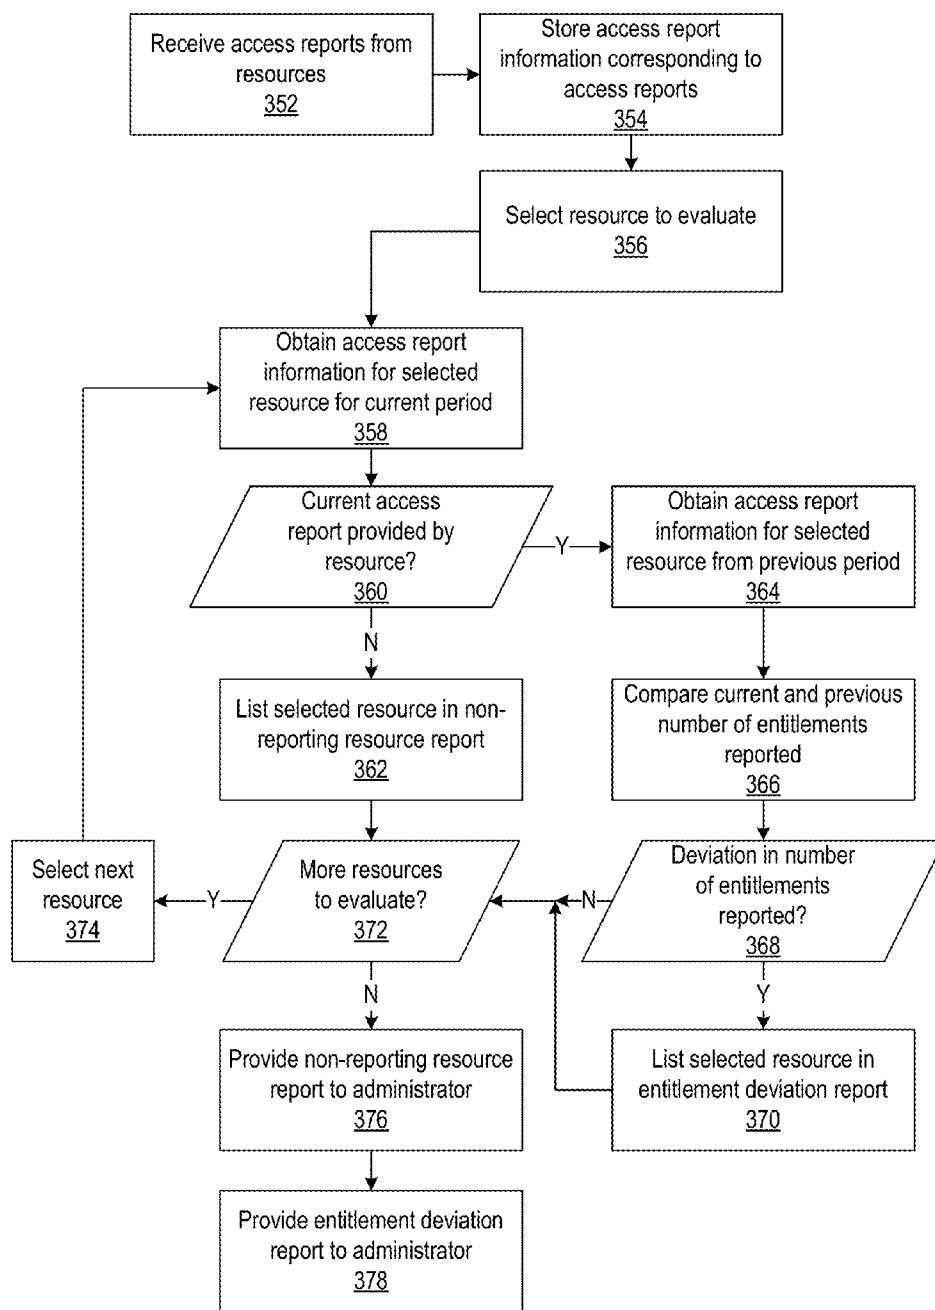 Receive access reports from
resources
352
Store access report
information corresponding to
access reports
354
Select resource to evaluate
356
Obtain access report
information for selected
resource for current period
358
Current access
report provided by
resource?
360
Y
Obtain access report
information for selected
resource from previous period
364
N
List selected resource in non-
reporting resource report
362
Compare current and previous
number of entitlements
reported
366
Select next
resource
374
Y
More resources
to evaluate?
372
N
Deviation in number
of entitlements
reported?
368
N
Y
Provide non-reporting resource
report to administrator
376
List selected resource in
entitlement deviation report
370
Provide entitlement deviation
report to administrator
378